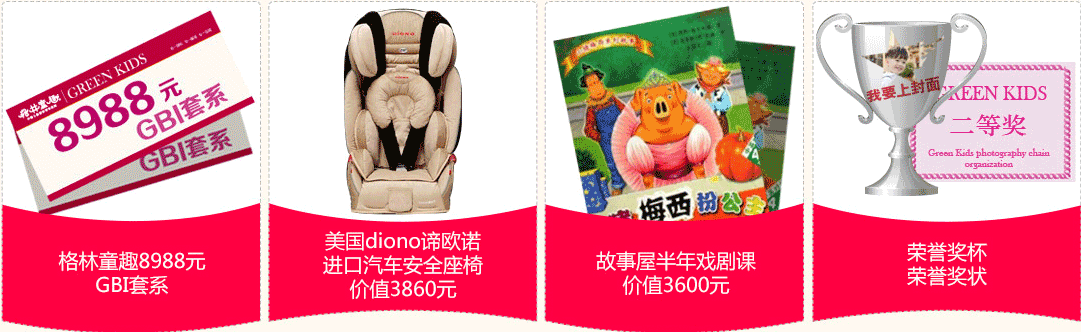 GREEN KIDS
8988元
GBI套系
GBI套系
格林童趣8988元
GBI套系
diono
美国diono谛欧诺
进口汽车安全座椅
价值3860元
梅西扮公主
故事屋半年戏剧课
价值3600元
我要上封面
GREEN KIDS
二等奖
Green Kids photography chain
organization
荣誉奖杯
荣誉奖状